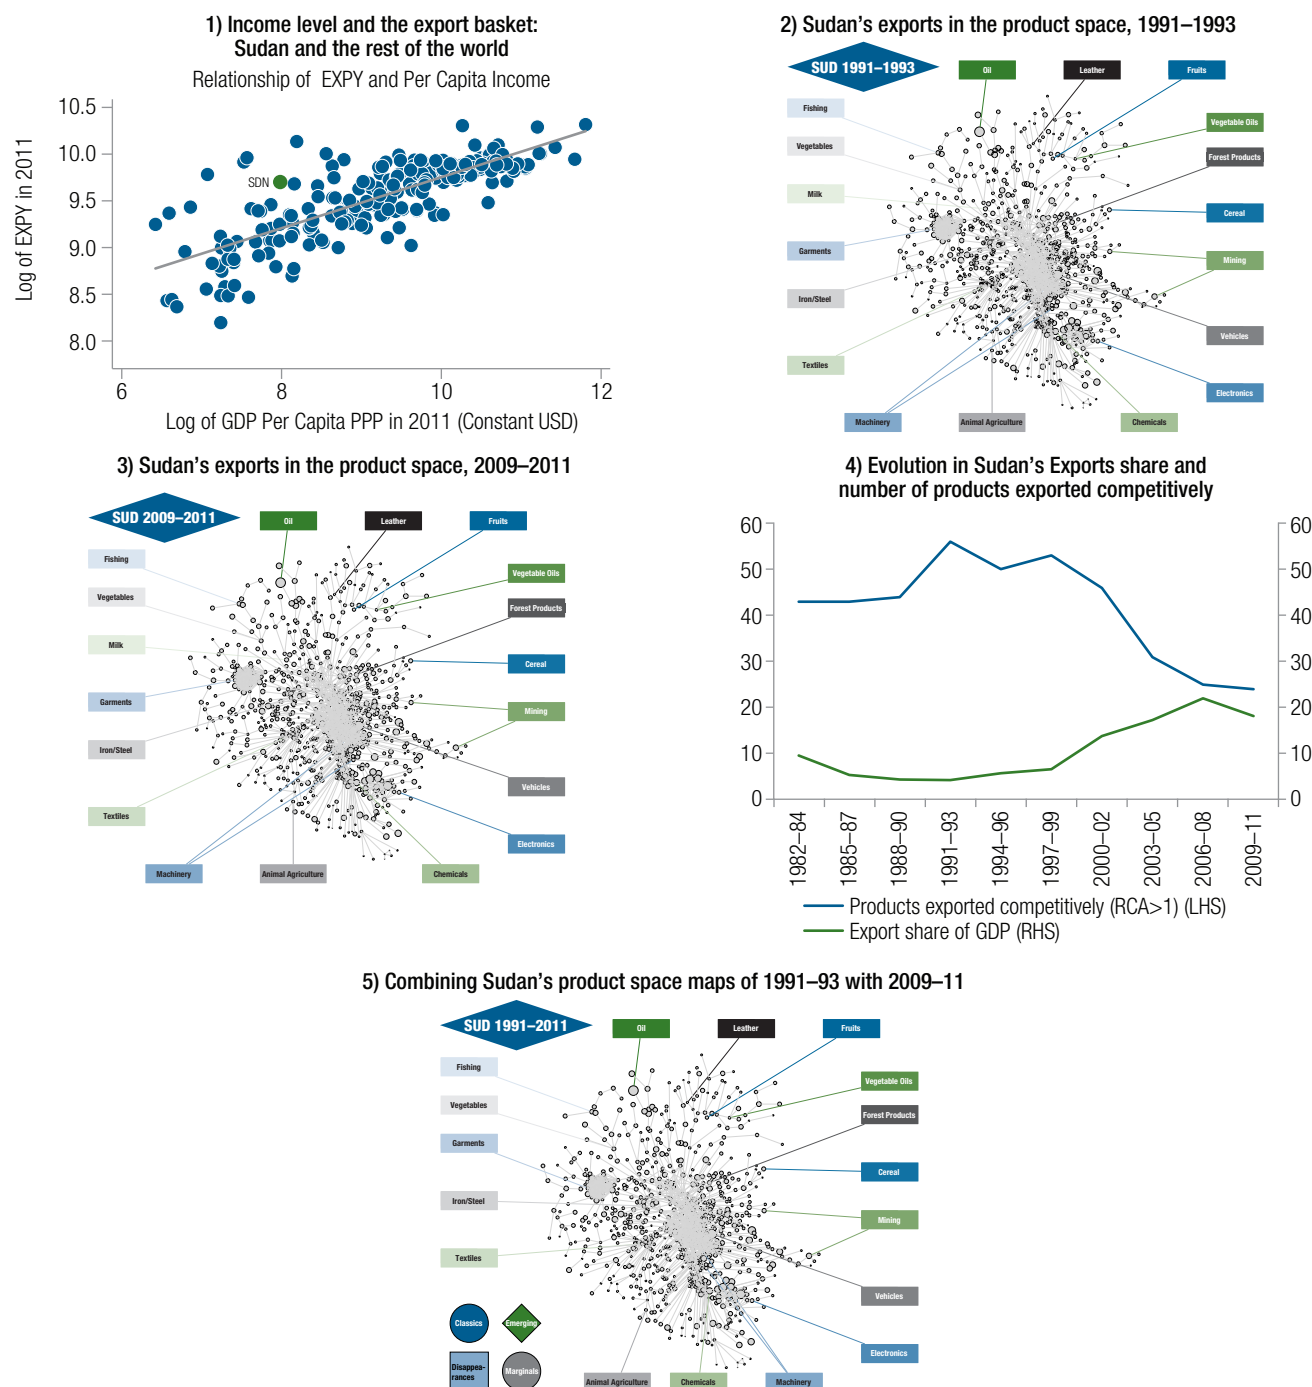 1) Income level and the export basket:
Sudan and the rest of the world
Relationship of EXPY and Per Capita Income
Log of EXPY in 2011
10.5
10.0
9.5
9.0
8.5
8.0
SDN
6
8
10
12
Log of GDP Per Capita PPP in 2011 (Constant USD)
2) Sudan's exports in the product space, 1991–1993
SUD 1991–1993
Oil
Leather
Fruits
Fishing
Vegetables
Milk
Garments
Iron/Steel
Textiles
Vegetable Oils
Forest Products
Cereal
Mining
Vehicles
Electronics
Machinery
Animal Agriculture
Chemicals
3) Sudan's exports in the product space, 2009–2011
SUD 2009–2011
Oil
Leather
Fruits
Fishing
Vegetables
Milk
Garments
Iron/Steel
Textiles
Vegetable Oils
Forest Products
Cereal
Mining
Vehicles
Electronics
Machinery
Animal Agriculture
Chemicals
4) Evolution in Sudan's Exports share and
number of products exported competitively
60
50
40
30
20
10
0
60
50
40
30
20
10
0
1982–84
1985–87
1988–90
1991–93
1994–96
1997–99
2000–02
2003–05
2006–08
2009–11
Products exported competitively (RCA>1) (LHS)
Export share of GDP (RHS)
5) Combining Sudan's product space maps of 1991–93 with 2009–11
SUD 1991–2011
Oil
Leather
Fruits
Fishing
Vegetables
Garments
Iron/Steel
Textiles
Vegetable Oils
Forest Products
Cereal
Mining
Vehicles
Electronics
Classics
Emerging
Disappea-
rances
Marginals
Animal Agriculture
Chemicals
Machinery